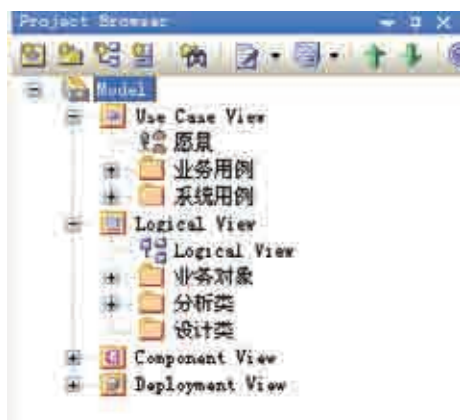 Project Browser
Model
Use Case View
愿景
业务用例
系统用例
Logical View
Logical View
业务对象
分析类
设计类
Component View
Deployment View